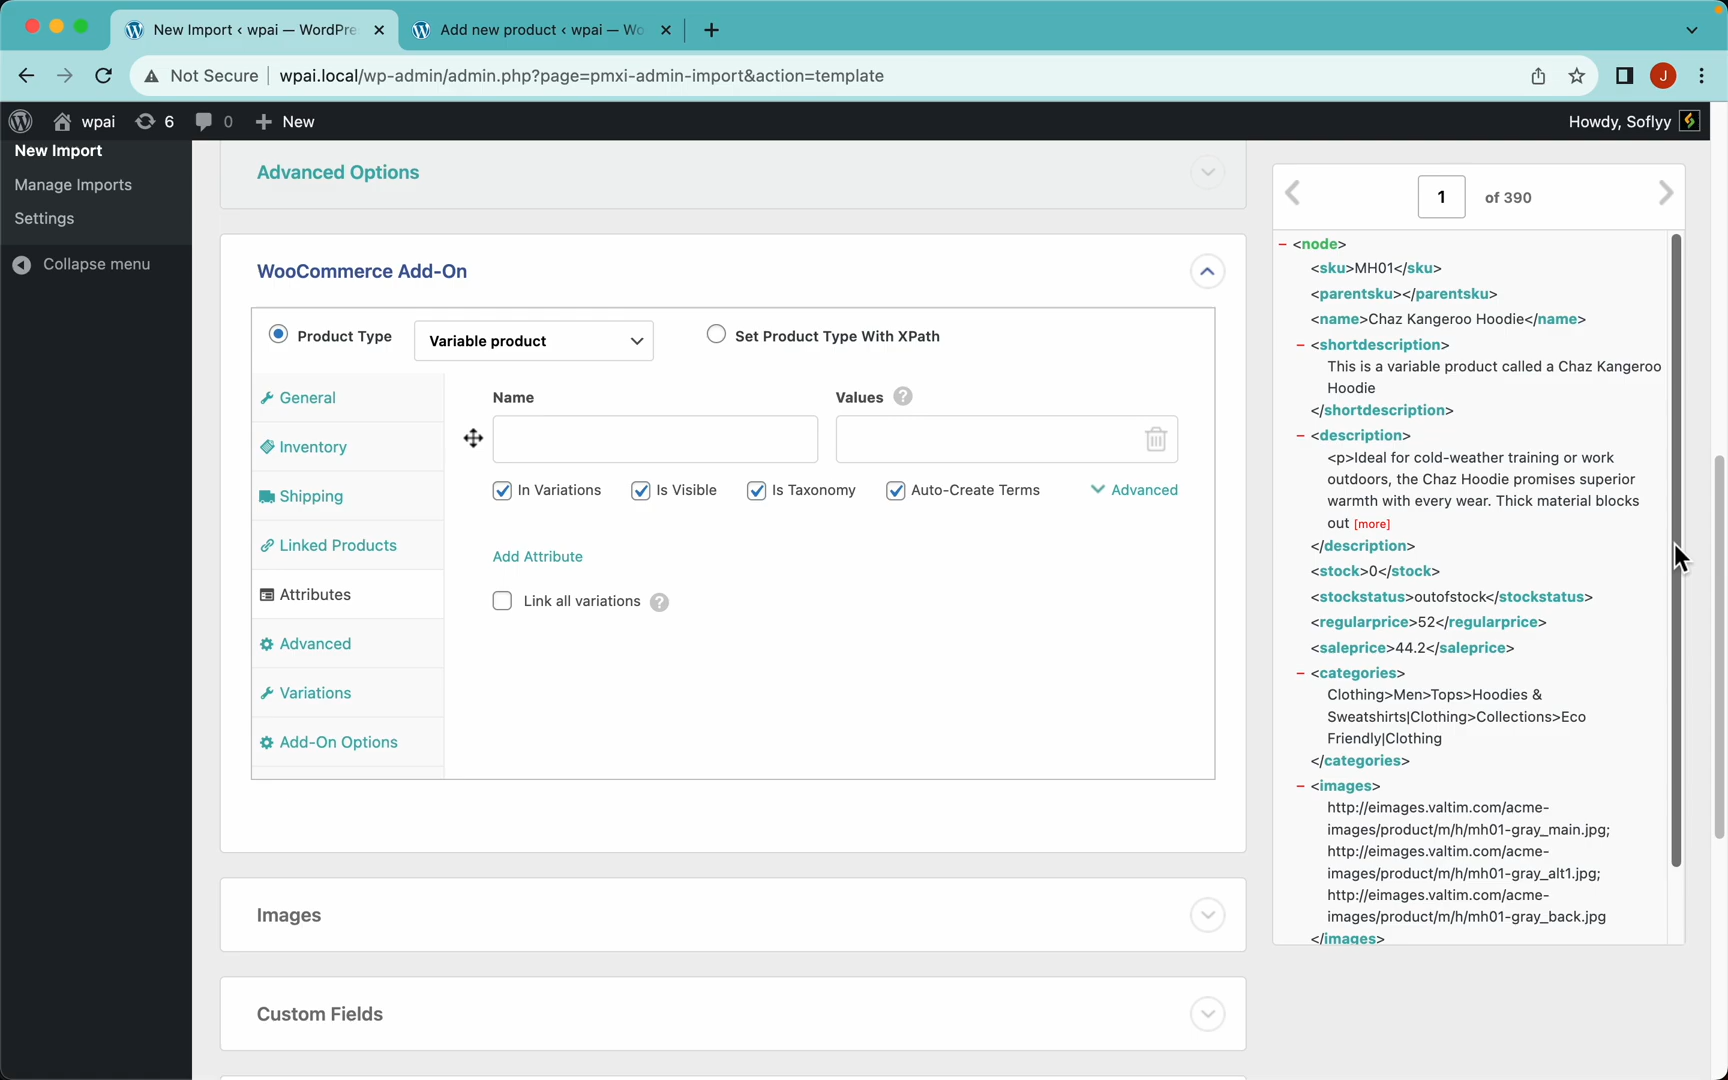 New Import ‹ wpai — WordPre
Add new product ‹ wpai — Wo
Not Secure
wpai.local/wp-admin/admin.php?page=pmxi-admin-import&action=template
J
wpai
6
0
New
Howdy, Soflyy
New Import
Manage Imports
Settings
Collapse menu
Advanced Options
WooCommerce Add-On
Product Type
Variable product
Set Product Type With XPath
General
Inventory
Shipping
Linked Products
Attributes
Advanced
Variations
Add-On Options
Name
Values ?
In Variations
Is Visible
Is Taxonomy
Auto-Create Terms
Advanced
Add Attribute
Link all variations ?
Images
Custom Fields
1 of 390
− <node>
<sku>MH01</sku>
<parentsku></parentsku>
<name>Chaz Kangeroo Hoodie</name>
− <shortdescription>
This is a variable product called a Chaz Kangeroo
Hoodie
</shortdescription>
− <description>
<p>Ideal for cold-weather training or work
outdoors, the Chaz Hoodie promises superior
warmth with every wear. Thick material blocks
out [more]
</description>
<stock>0</stock>
<stockstatus>outofstock</stockstatus>
<regularprice>52</regularprice>
<saleprice>44.2</saleprice>
− <categories>
Clothing>Men>Tops>Hoodies &
Sweatshirts|Clothing>Collections>Eco
Friendly|Clothing
</categories>
− <images>
http://eimages.valtim.com/acme-
images/product/m/h/mh01-gray_main.jpg;
http://eimages.valtim.com/acme-
images/product/m/h/mh01-gray_alt1.jpg;
http://eimages.valtim.com/acme-
images/product/m/h/mh01-gray_back.jpg
</images>